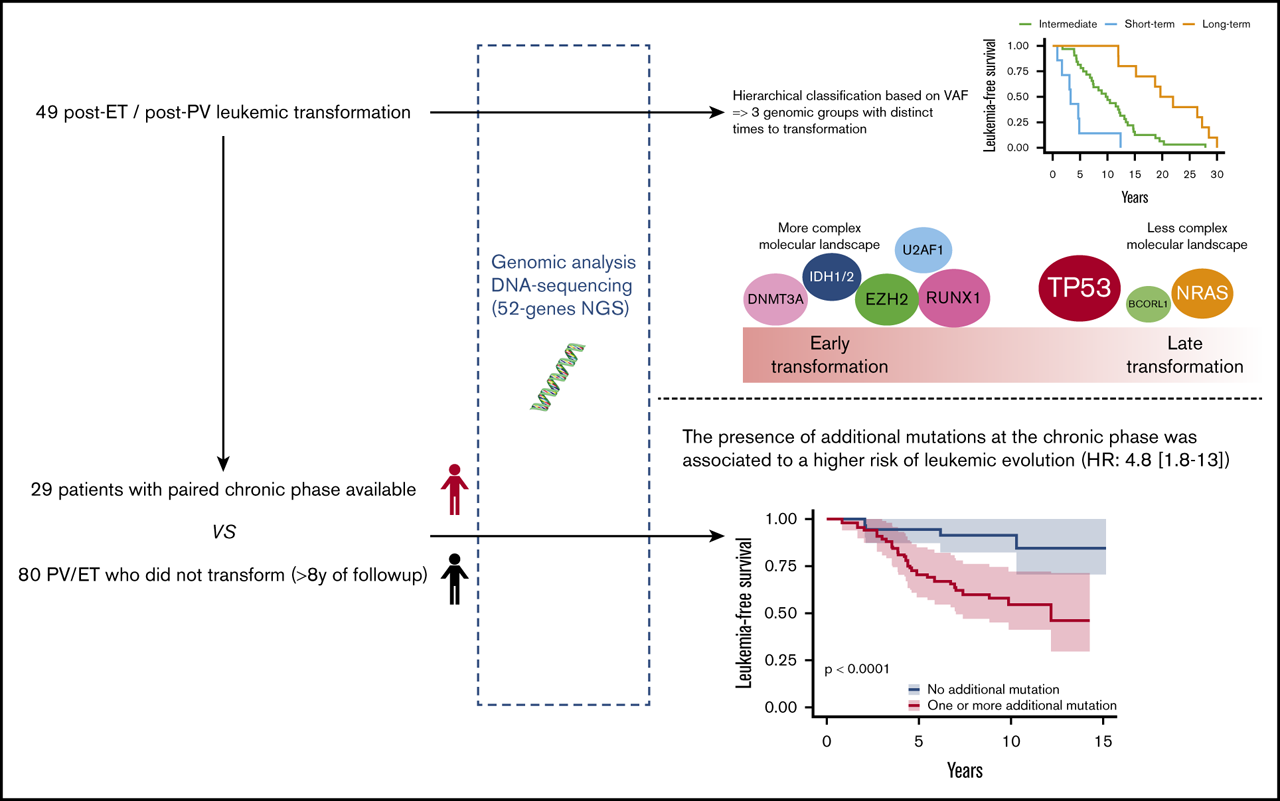 49 post-ET / post-PV leukemic transformation
Genomic analysis
DNA-sequencing
(52-genes NGS)
29 patients with paired chronic phase available
VS
80 PV/ET who did not transform (>8y of followup)
Hierarchical classification based on VAF
=> 3 genomic groups with distinct
times to transformation
Intermediate Short-term Long-term
Leukemia-free survival
1.00
0.75
0.50
0.25
0.00
0 5 10 15 20 25 30
Years
More complex
molecular landscape
Less complex
molecular landscape
DNMT3A
IDH1/2
EZH2
U2AF1
RUNX1
TP53
BCORL1
NRAS
Early
transformation
Late
transformation
The presence of additional mutations at the chronic phase was
associated to a higher risk of leukemic evolution (HR: 4.8 [1.8-13])
Leukemia-free survival
1.00
0.75
0.50
0.25
0.00
p < 0.0001
No additional mutation
One or more additional mutation
0 5 10 15
Years